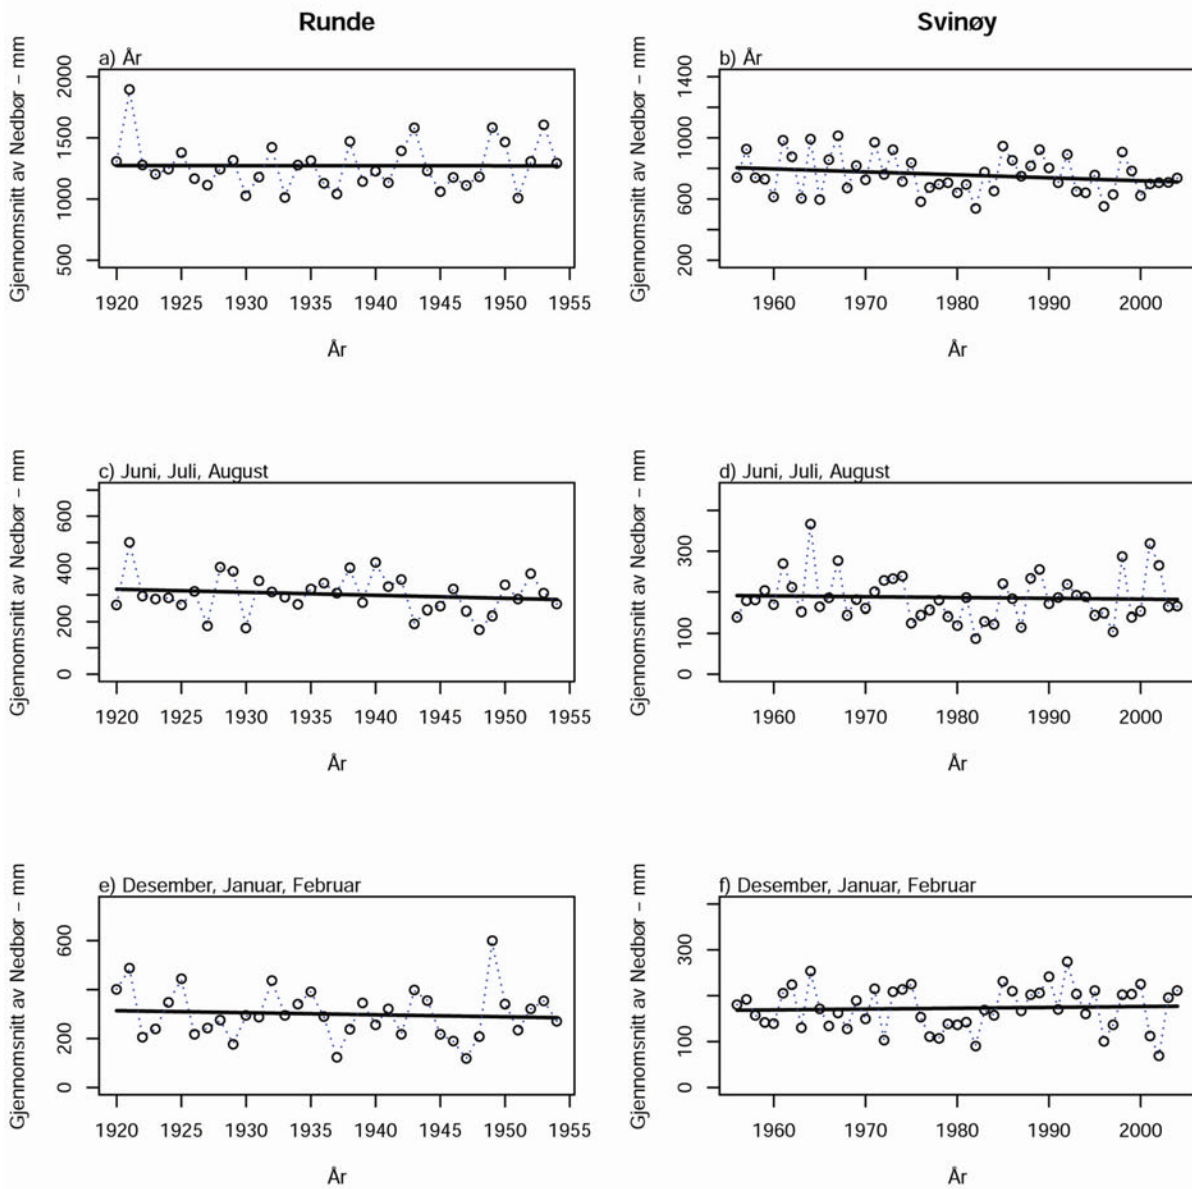 Runde
Svinøy
a) År
Gjennomsnitt av Nedbør – mm
2000
1500
1000
500
1920 1925 1930 1935 1940 1945 1950 1955
År
b) År
Gjennomsnitt av Nedbør – mm
1400
1000
600
200
1960 1970 1980 1990 2000
År
c) Juni, Juli, August
Gjennomsnitt av Nedbør – mm
600
400
200
0
1920 1925 1930 1935 1940 1945 1950 1955
År
d) Juni, Juli, August
Gjennomsnitt av Nedbør – mm
300
100
0
1960 1970 1980 1990 2000
År
e) Desember, Januar, Februar
Gjennomsnitt av Nedbør – mm
600
200
0
1920 1925 1930 1935 1940 1945 1950 1955
År
f) Desember, Januar, Februar
Gjennomsnitt av Nedbør – mm
300
100
0
1960 1970 1980 1990 2000
År